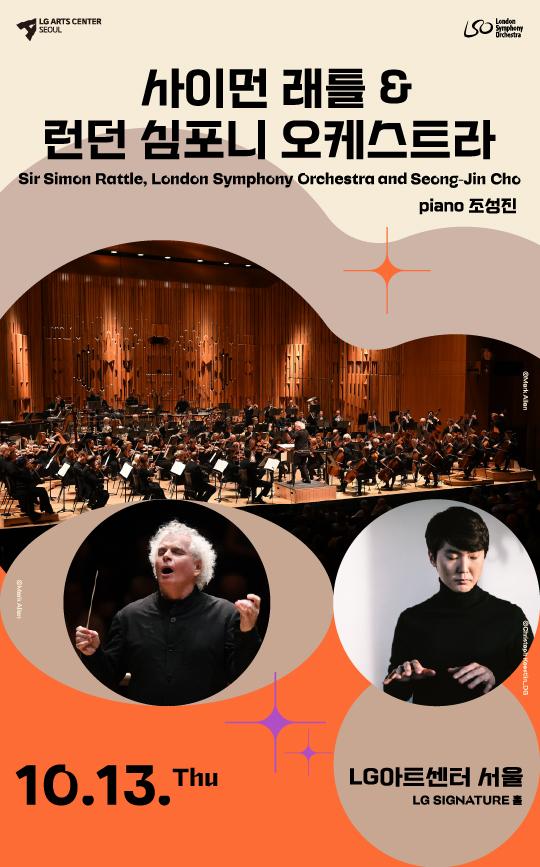 LG ARTS CENTER
SEOUL
LSO London
Symphony
Orchestra
사이먼 래틀 &
런던 심포니 오케스트라
Sir Simon Rattle, London Symphony Orchestra and Seong-Jin Cho
piano 조성진
©Mark Allan
©Mark Allan
10.13.Thu
LG아트센터 서울
LG SIGNATURE 홀